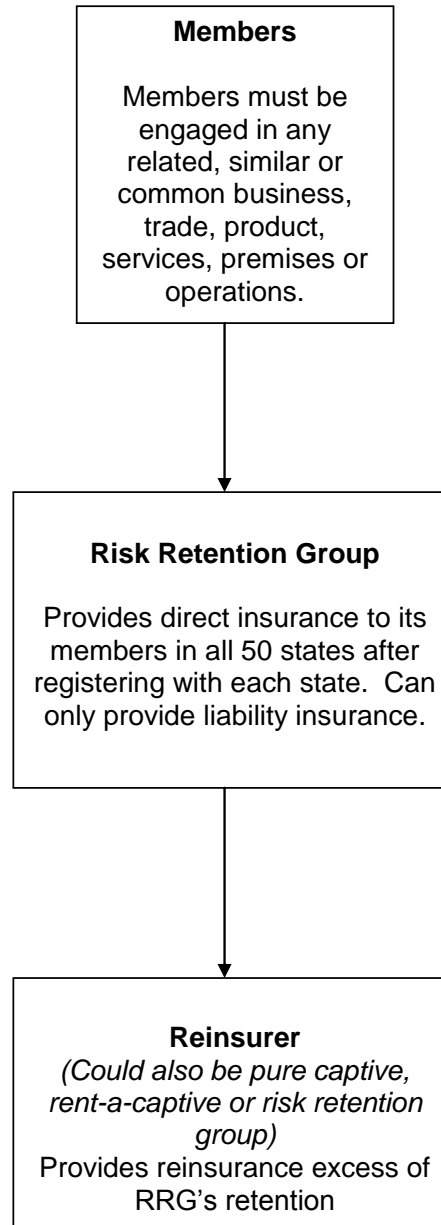 Members
Members must be
engaged in any
related, similar or
common business,
trade, product,
services, premises or
operations.
Risk Retention Group
Provides direct insurance to its
members in all 50 states after
registering with each state.  Can
only provide liability insurance.
Reinsurer
(Could also be pure captive,
rent-a-captive or risk retention
group)
Provides reinsurance excess of
RRG's retention